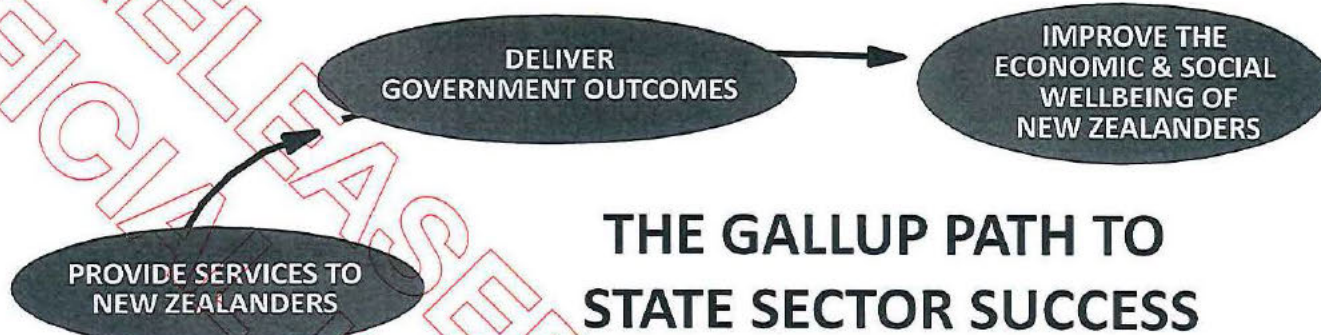 DELIVER
GOVERNMENT OUTCOMES
IMPROVE THE
ECONOMIC & SOCIAL
WELLBEING OF
NEW ZEALANDERS
PROVIDE SERVICES TO
NEW ZEALANDERS
THE GALLUP PATH TO
STATE SECTOR SUCCESS